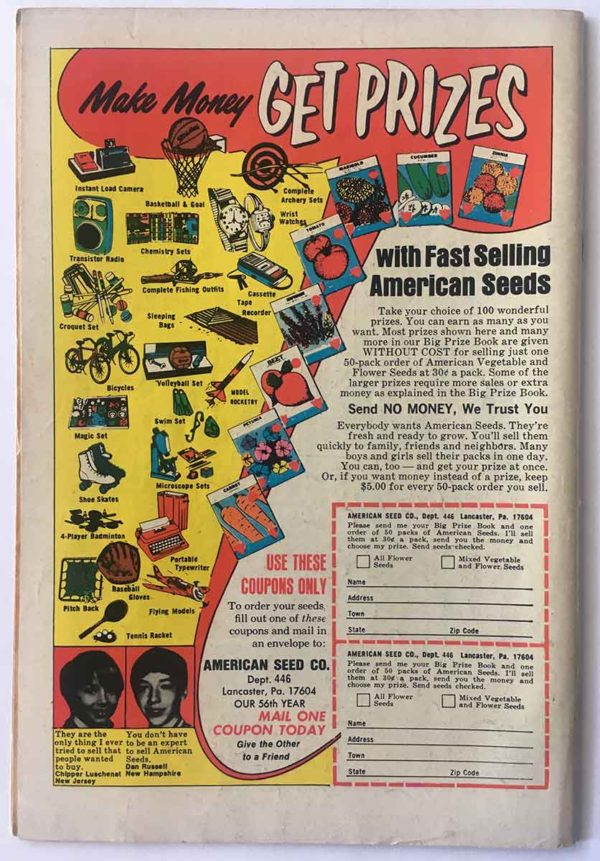 Make Money GET PRIZES
with Fast Selling
American Seeds
Take your choice of 100 wonderful
prizes. You can earn as many as you
want. Most prizes shown here and many
more in our Big Prize Book are given
WITHOUT COST for selling just one
50-pack order of American Vegetable and
Flower Seeds at 30¢ a pack. Some of the
larger prizes require more sales or extra
money as explained in the Big Prize Book.
Send NO MONEY, We Trust You
Everybody wants American Seeds. They're
fresh and ready to grow. You'll sell them
quickly to family, friends and neighbors. Many
boys and girls sell their packs in one day.
You can, too — and get your prize at once.
Or, if you want money instead of a prize, keep
$5.00 for every 50-pack order you sell.
Instant Load Camera
Basketball & Goal
Complete
Archery Sets
Wrist
Watches
Transistor Radio
Chemistry Sets
Complete Fishing Outfits
Cassette
Tape
Recorder
Croquet Set
Sleeping
Bags
Bicycles
Volleyball Set
MODEL
ROCKETRY
Swim Set
Magic Set
Shoe Skates
Microscope Sets
4-Player Badminton
Portable
Typewriter
Baseball
Gloves
Pitch Back
Flying Models
Tennis Racket
MARIGOLD
CUCUMBER
ZINNIA
TOMATO
BEET
PETUNIA
CARROT
They are the
only thing I ever
tried to sell that
people wanted
to buy.
Chipper Luschenat
New Jersey
You don't have
to be an expert
to sell American
Seeds.
Dan Russell
New Hampshire
USE THESE
COUPONS ONLY
To order your seeds
fill out one of these
coupons and mail in
an envelope to:
AMERICAN SEED CO.
Dept. 446
Lancaster, Pa. 17604
OUR 56th YEAR
MAIL ONE
COUPON TODAY
Give the Other
to a Friend
AMERICAN SEED CO., Dept. 446 Lancaster, Pa. 17604
Please send me your Big Prize Book and one
order of 50 packs of American Seeds. I'll sell
them at 30¢ a pack, send you the money and
choose my prize. Send seeds checked.
All Flower
Seeds
Mixed Vegetable
and Flower Seeds
Name
Address
Town
State Zip Code
AMERICAN SEED CO., Dept. 446 Lancaster, Pa. 17604
Please send me your Big Prize Book and one
order of 50 packs of American Seeds. I'll sell
them at 30¢ a pack, send you the money and
choose my prize. Send seeds checked.
All Flower
Seeds
Mixed Vegetable
and Flower Seeds
Name
Address
Town
State Zip Code